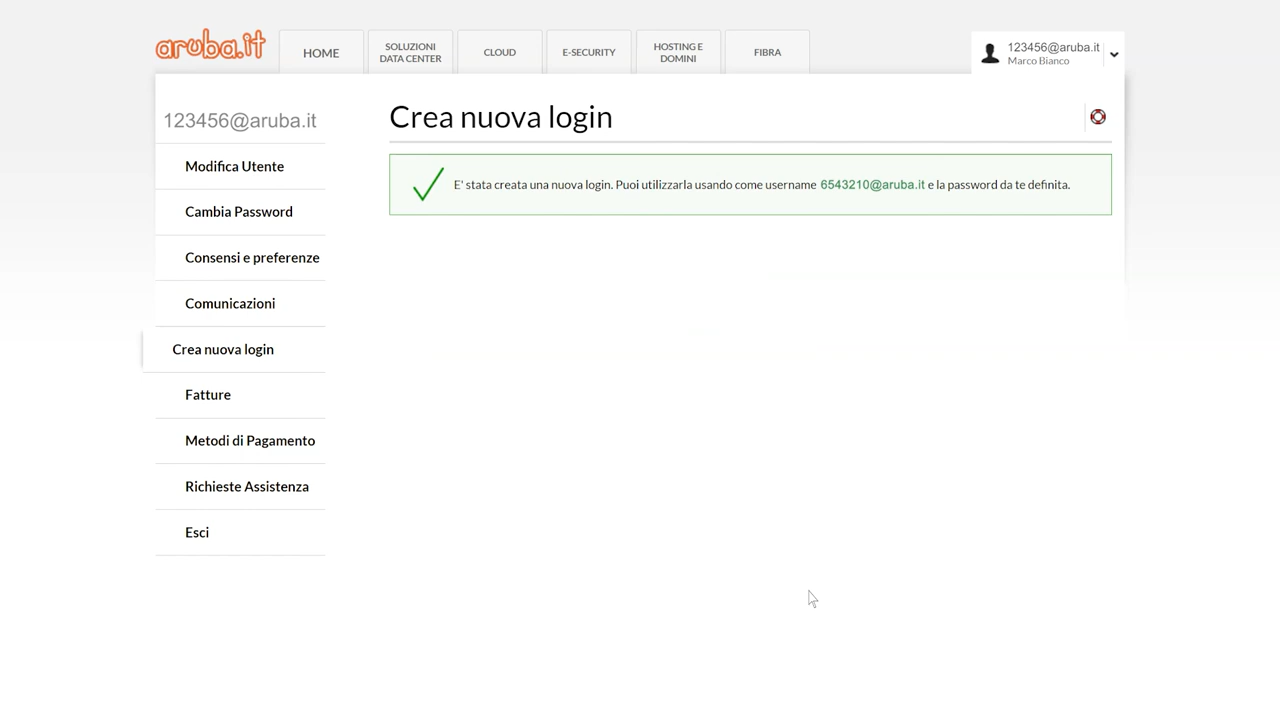 aruba.it
HOME
SOLUZIONI
DATA CENTER
CLOUD
E-SECURITY
HOSTING E
DOMINI
FIBRA
123456@aruba.it
Marco Bianco
123456@aruba.it
Modifica Utente
Cambia Password
Consensi e preferenze
Comunicazioni
Crea nuova login
Fatture
Metodi di Pagamento
Richieste Assistenza
Esci
Crea nuova login
E' stata creata una nuova login. Puoi utilizzarla usando come username 6543210@aruba.it e la password da te definita.